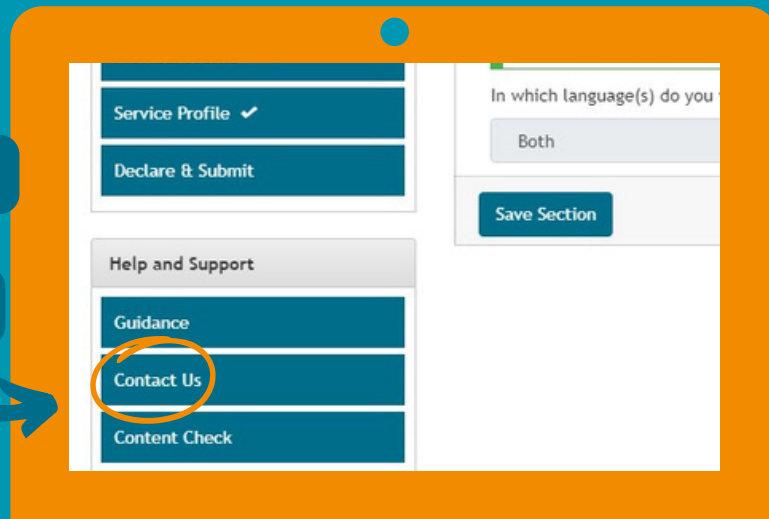 Service Profile ✔
Declare & Submit
Help and Support
Guidance
Contact Us
Content Check
In which language(s) do you
Both
Save Section